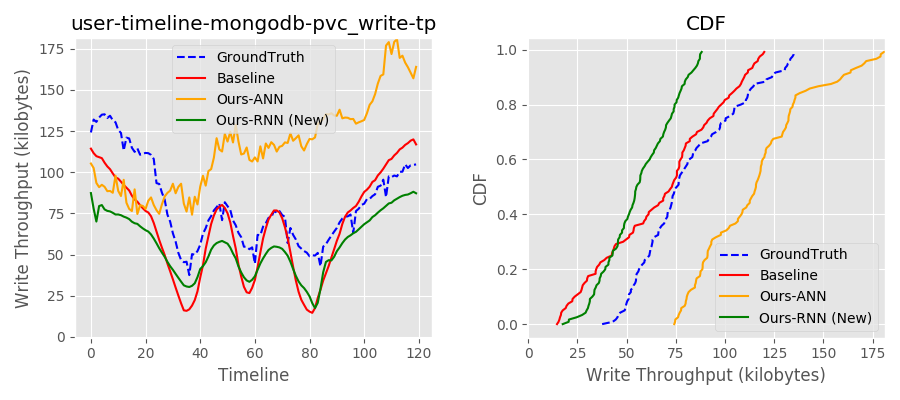 user-timeline-mongodb-pvc_write-tp
Write Throughput (kilobytes)
175
150
125
100
75
50
25
0
GroundTruth
Baseline
Ours-ANN
Ours-RNN (New)
0 20 40 60 80 100 120
Timeline
CDF
CDF
1.0
0.8
0.6
0.4
0.2
0.0
GroundTruth
Baseline
Ours-ANN
Ours-RNN (New)
0 25 50 75 100 125 150 175
Write Throughput (kilobytes)